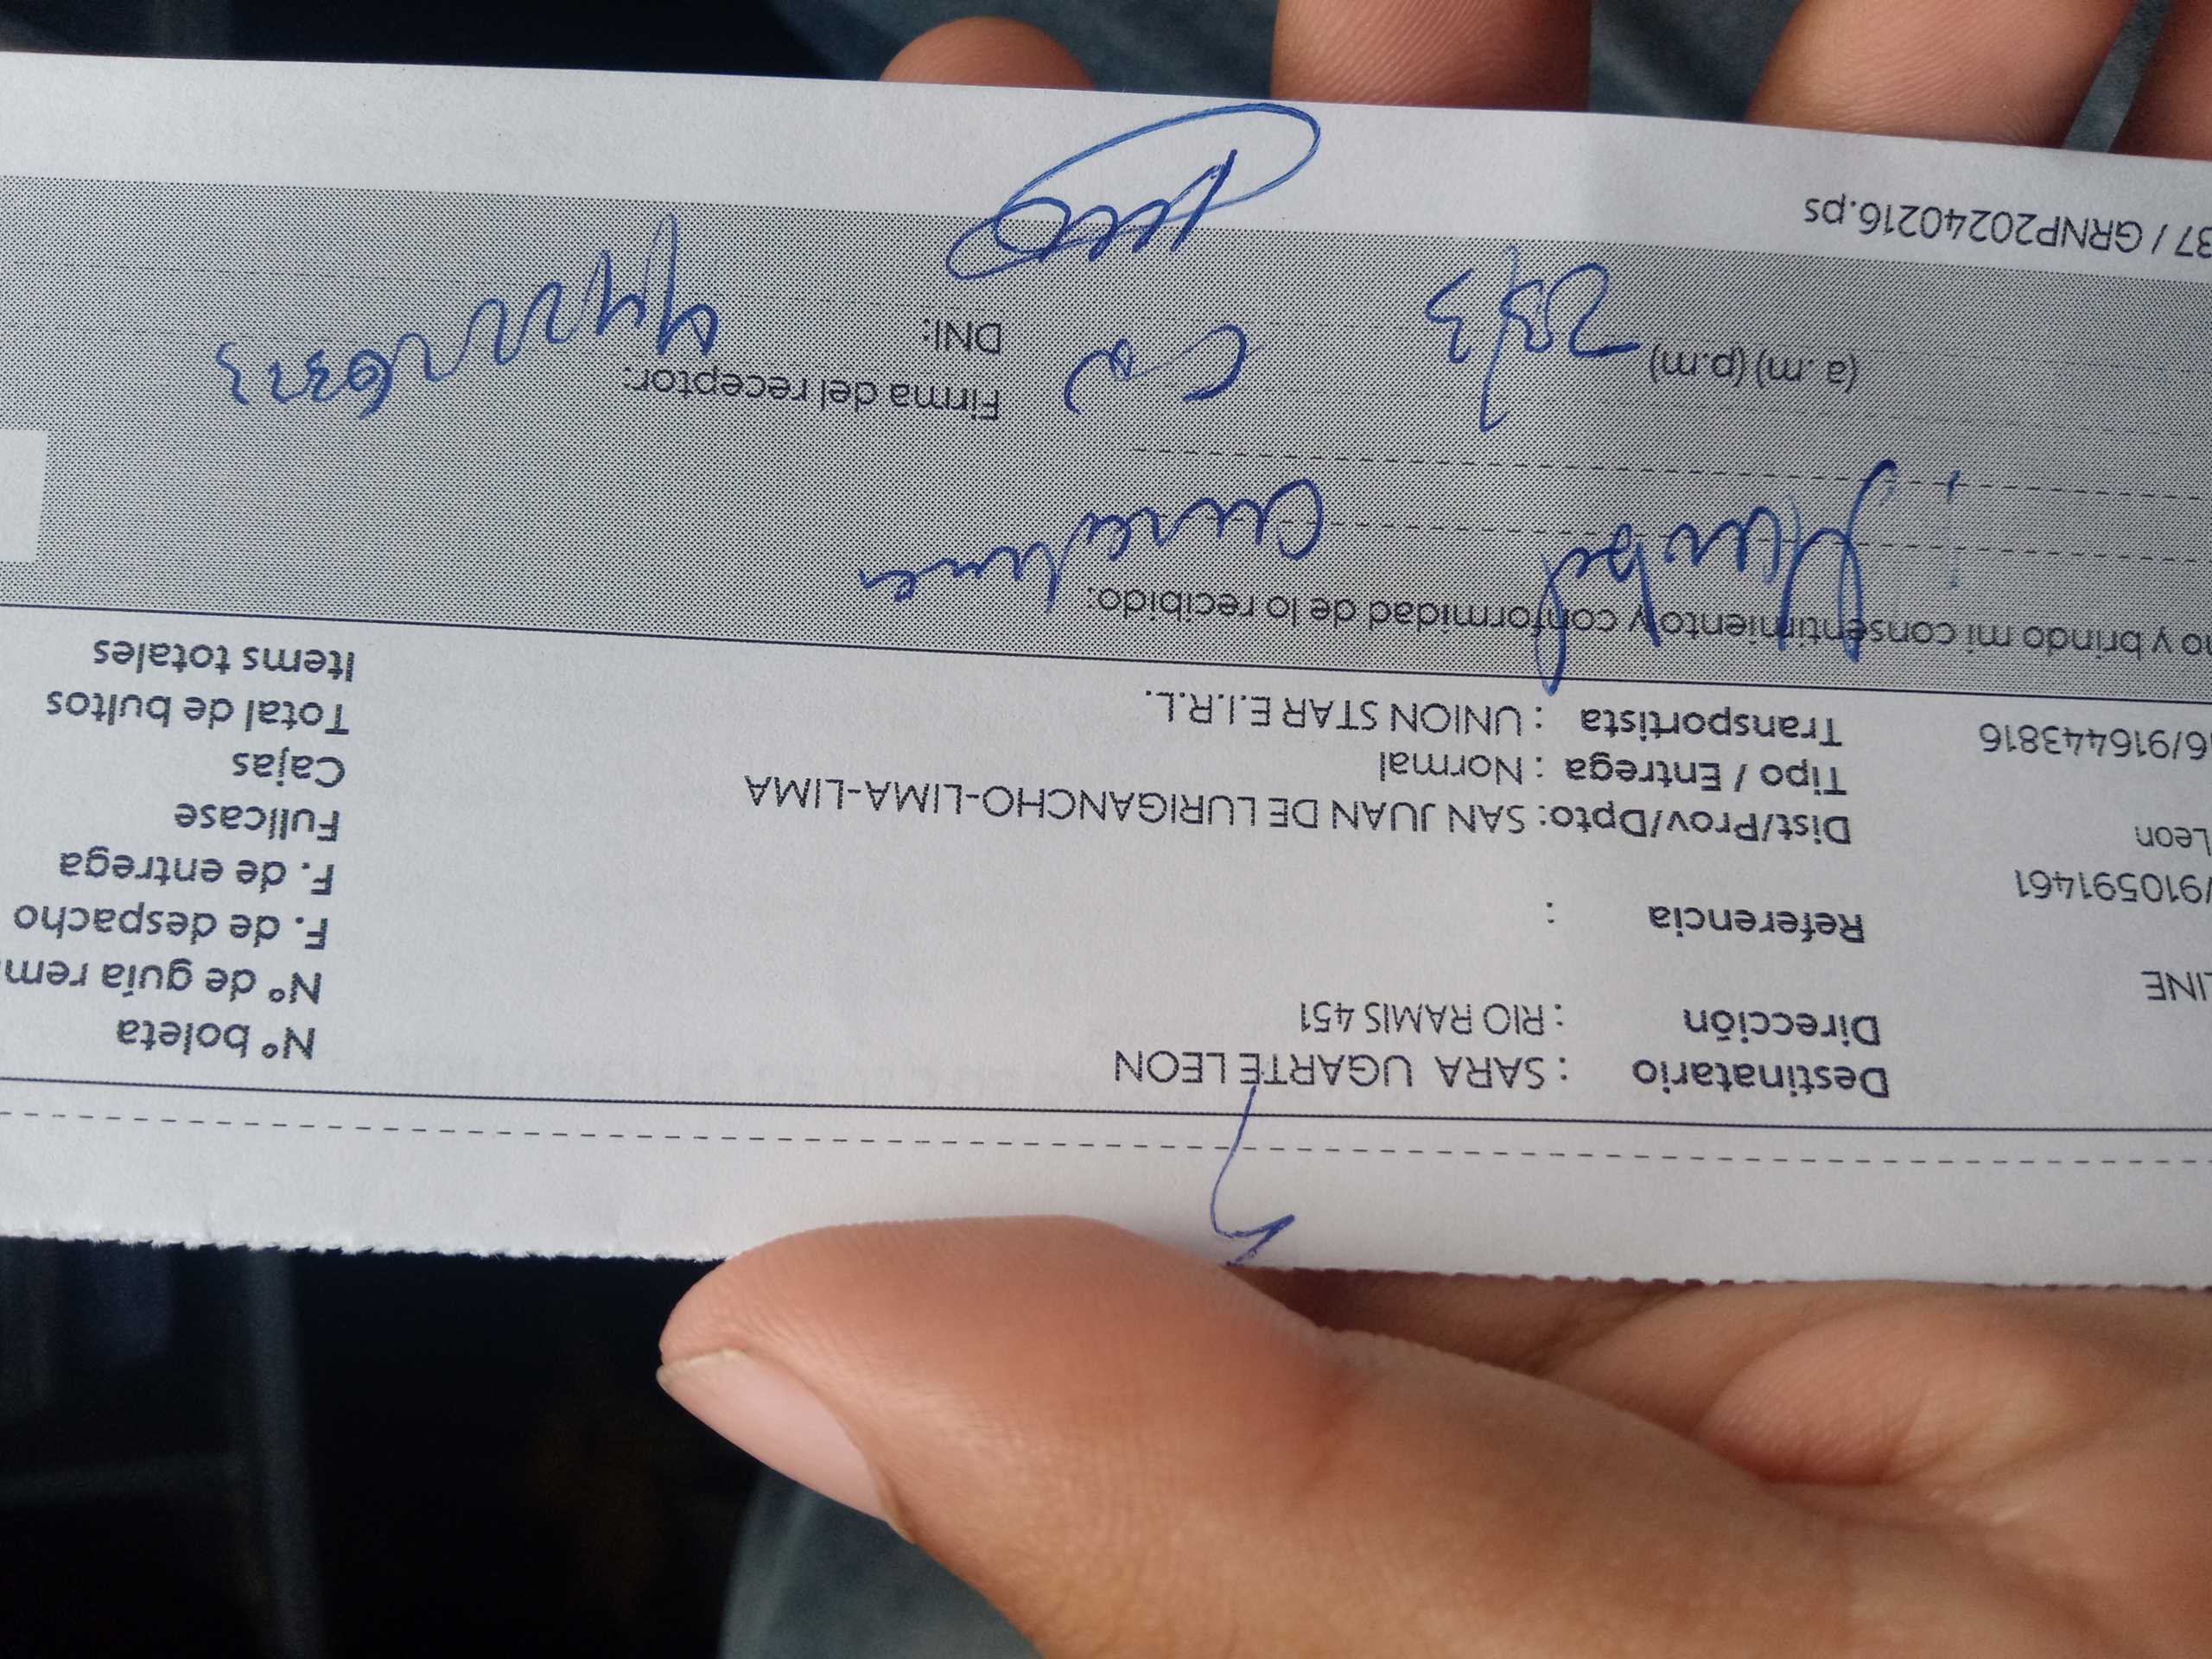 Destinatario : SARA UGARTE LEON
N° boleta
Dirección : RIO RAMIS 451
N° de guía rem
LINE
F. de despacho
Referencia :
/910591461
F. de entrega
Leon
Dist/Prov/Dpto: SAN JUAN DE LURIGANCHO-LIMA-LIMA
Fullcase
Tipo / Entrega : Normal
Cajas
6/916443816
Transportista : UNION STAR E.I.R.L.
Total de bultos
Items totales
no y brindo mi consentimiento y conformidad de lo recibido:
Firma del receptor:
(a .m) (p.m)
DNI:
37 / GRNP20240216.ps